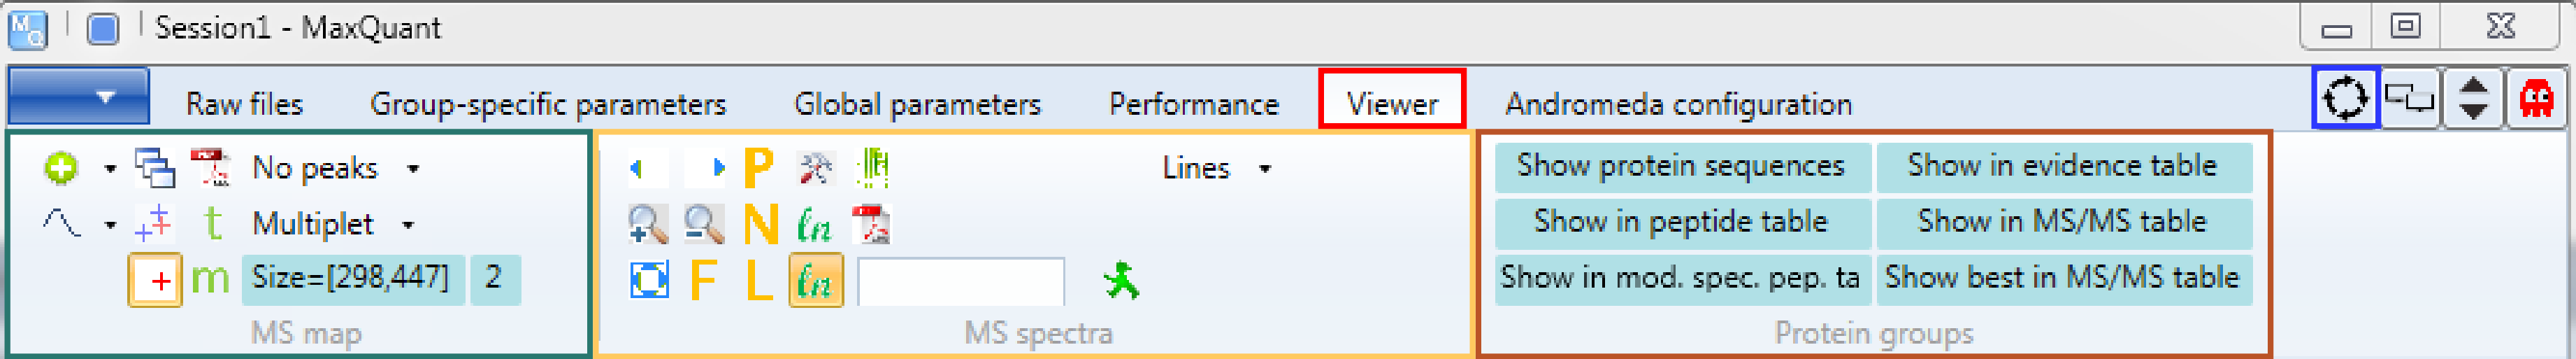 Session1 - MaxQuant
Raw files Group-specific parameters Global parameters Performance Viewer Andromeda configuration
No peaks P Lines Show protein sequences Show in evidence table
t Multiplet N ln Show in peptide table Show in MS/MS table
m Size=[298,447] 2 F L ln Show in mod. spec. pep. ta Show best in MS/MS table
MS map MS spectra Protein groups